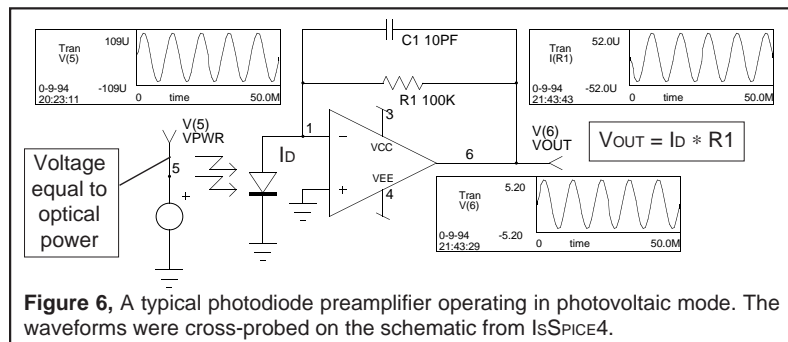 C1 10PF
Tran
V(5)
109U
-109U
0-9-94
20:23:11
0 time 50.0M
Tran
I(R1)
52.0U
-52.0U
0-9-94
21:43:43
0 time 50.0M
R1 100K
V(5)
VPWR
5
Voltage
equal to
optical
power
+
ID
1
3
−
VCC
VEE
+
4
6
V(6)
VOUT
VOUT = ID * R1
Tran
V(6)
5.20
-5.20
0-9-94
21:43:29
0 time 50.0M
Figure 6, A typical photodiode preamplifier operating in photovoltaic mode. The
waveforms were cross-probed on the schematic from ISSPICE4.